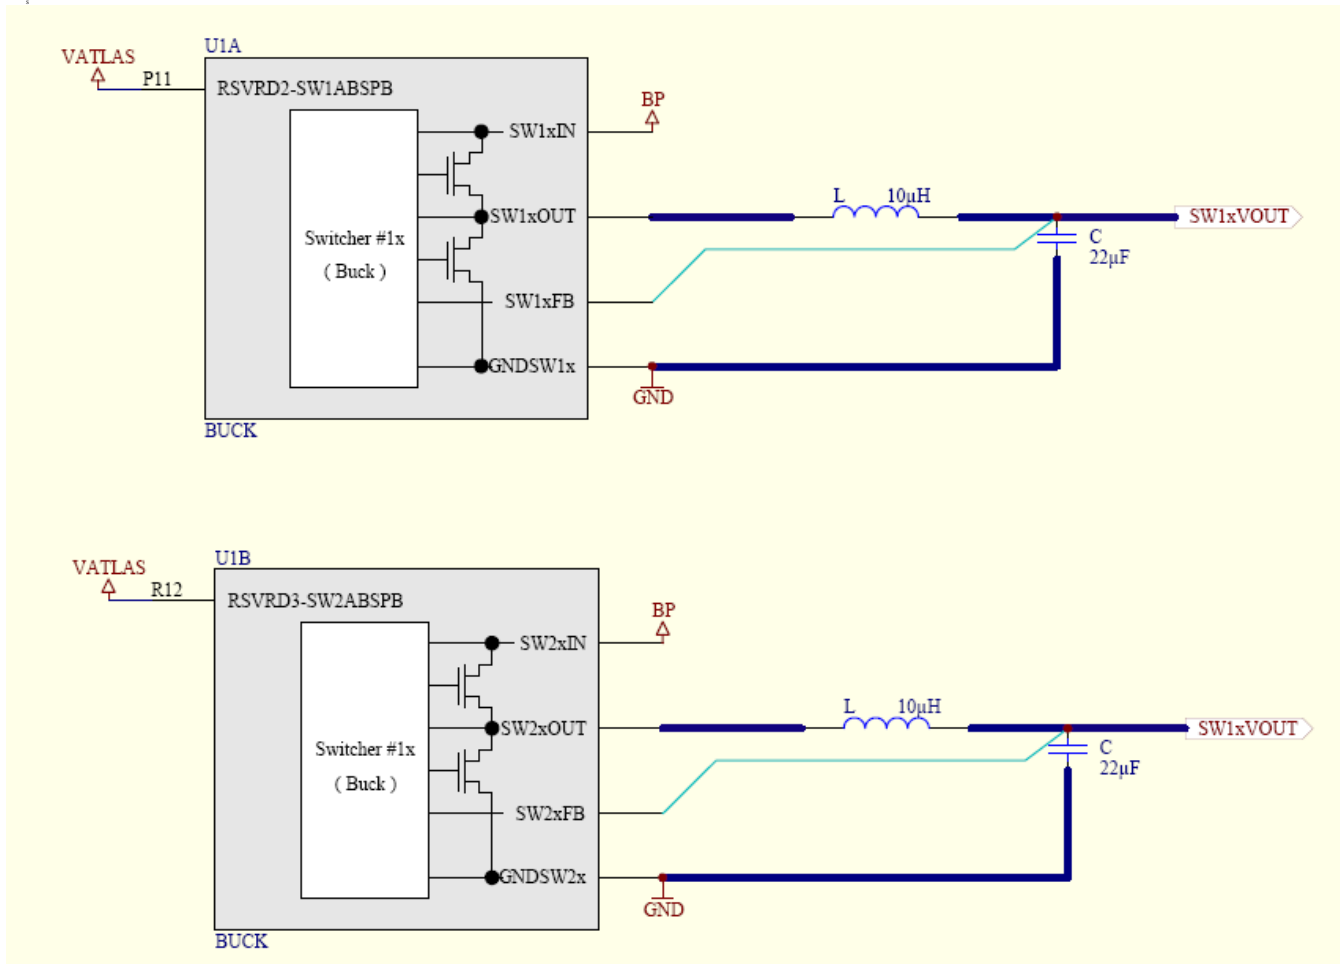 U1A
VATLAS
P11
RSVRD2-SW1ABSPB
BP
SW1xIN
L 10µH
SW1xOUT
SW1xVOUT
Switcher #1x
( Buck )
C
22µF
SW1xFB
GNDSW1x
GND
BUCK
U1B
VATLAS
R12
RSVRD3-SW2ABSPB
BP
SW2xIN
L 10µH
SW2xOUT
SW1xVOUT
Switcher #1x
( Buck )
C
22µF
SW2xFB
GNDSW2x
GND
BUCK